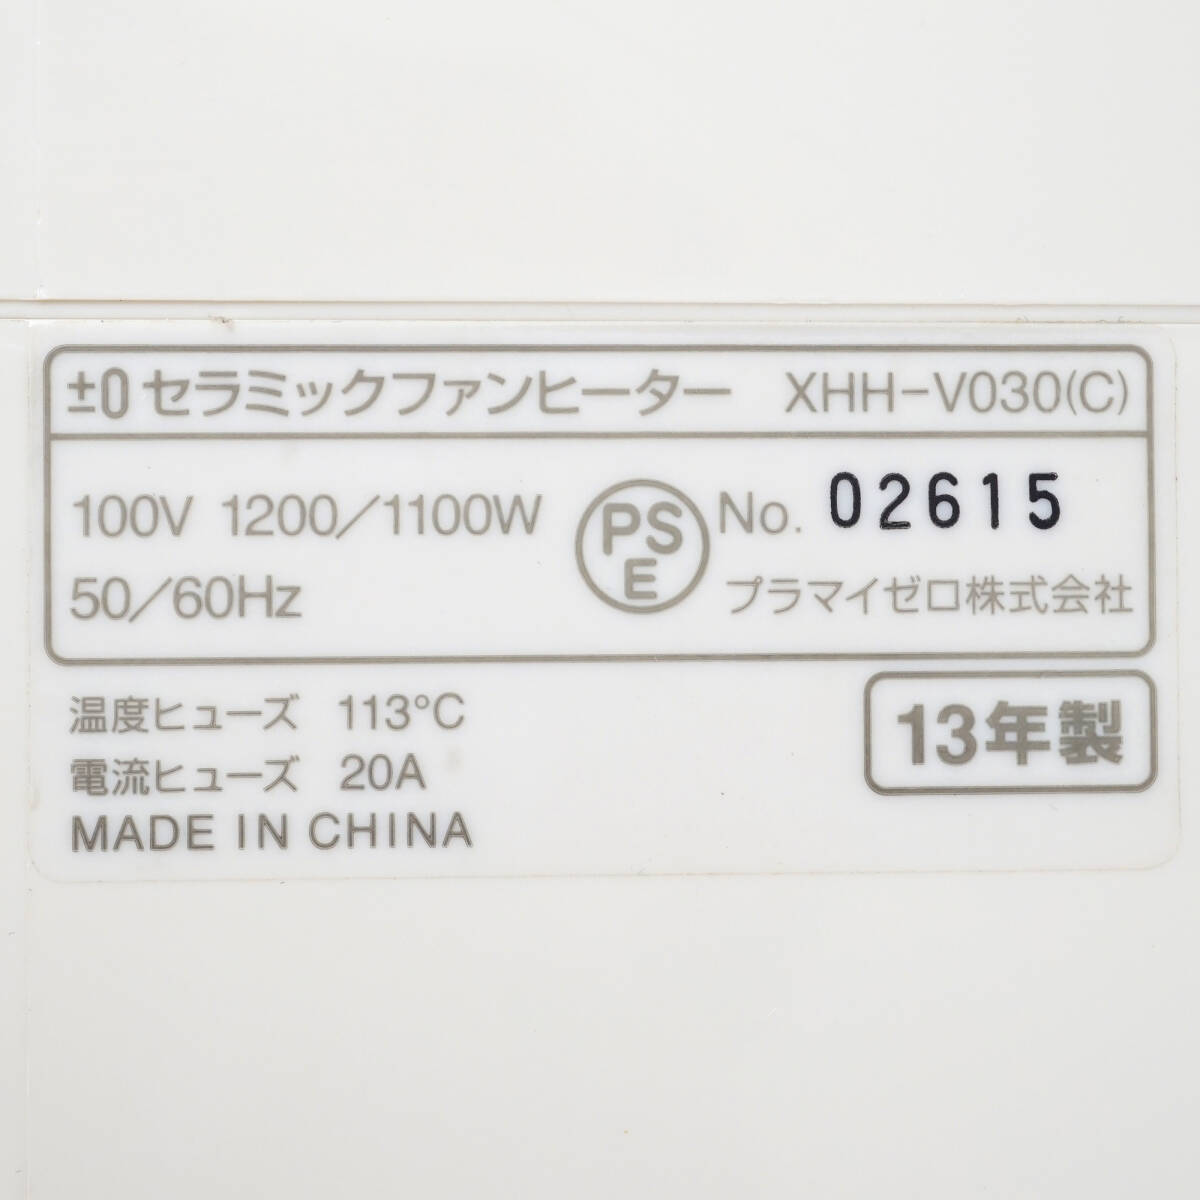 ±0 セラミックファンヒーター XHH-V030(C)
100V 1200/1100W
50/60Hz
PS
E
No. 02615
プラマイゼロ株式会社
温度ヒューズ 113°C
電流ヒューズ 20A
MADE IN CHINA
13年製